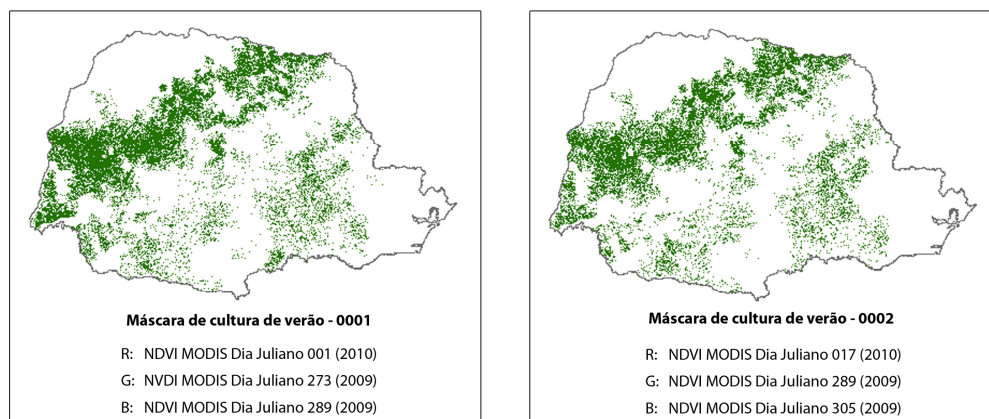 Máscara de cultura de verão - 0001
R: NDVI MODIS Dia Juliano 001 (2010)
G: NVDI MODIS Dia Juliano 273 (2009)
B: NDVI MODIS Dia Juliano 289 (2009)
Máscara de cultura de verão - 0002
R: NDVI MODIS Dia Juliano 017 (2010)
G: NDVI MODIS Dia Juliano 289 (2009)
B: NDVI MODIS Dia Juliano 305 (2009)